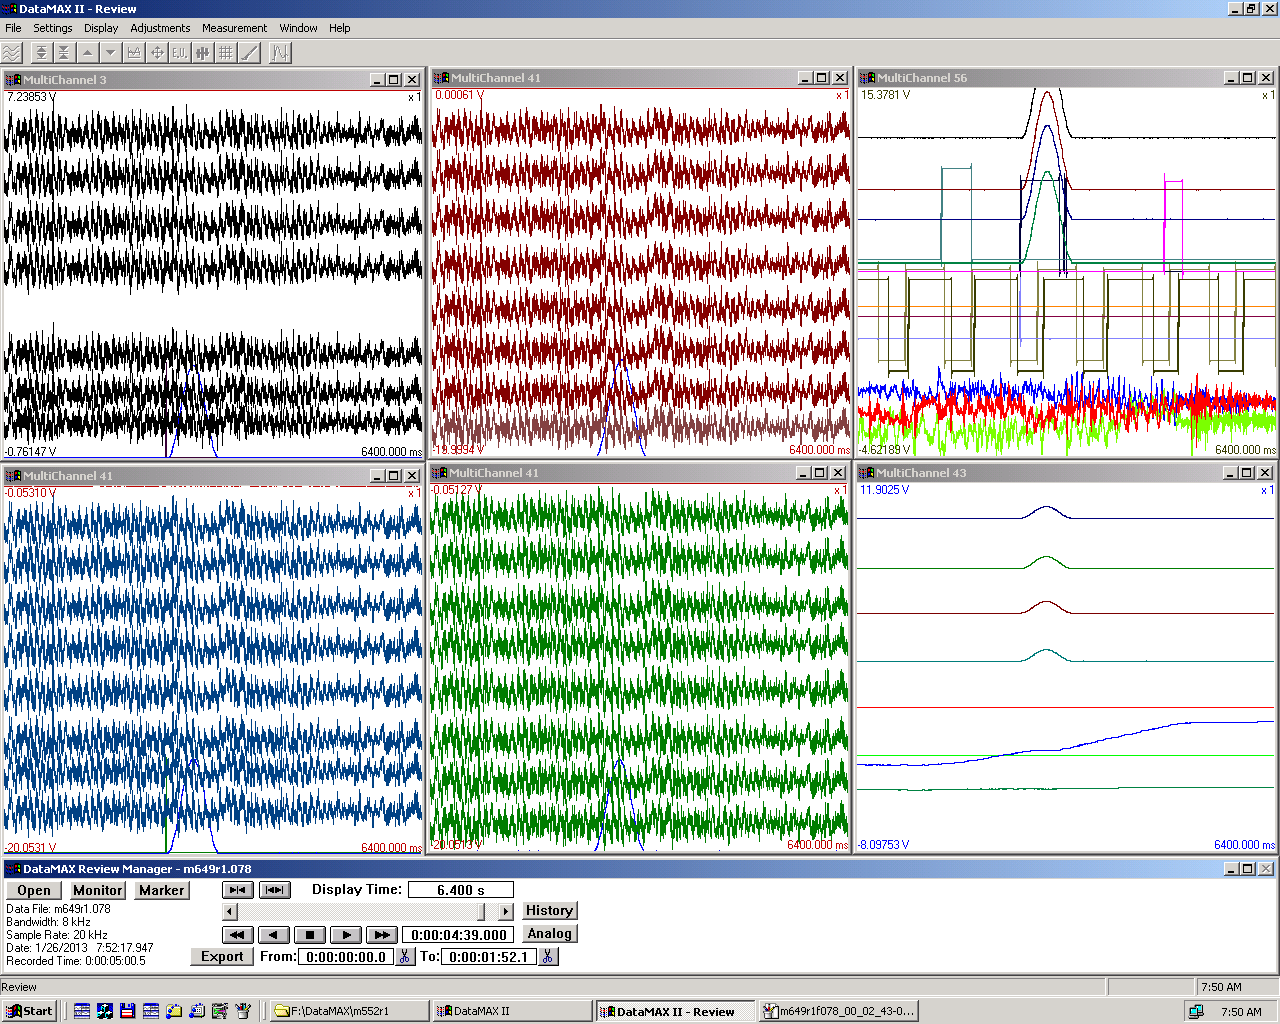 DataMAX II - Review
File Settings Display Adjustments Measurement Window Help
E.U.
MultiChannel 3
7.23853 V x 1
-0.76147 V 6400.000 ms
MultiChannel 41
0.00061 V x 1
-19.9994 V 6400.000 ms
MultiChannel 56
15.3781 V x 1
-4.62189 V 6400.000 ms
MultiChannel 41
-0.05310 V x 1
-20.0531 V 6400.000 ms
MultiChannel 41
-0.05127 V x 1
-20.0513 V 6400.000 ms
MultiChannel 43
11.9025 V x 1
-8.09753 V 6400.000 ms
DataMAX Review Manager - m649r1.078
Open Monitor Marker Display Time: 6.400 s
Data File: m649r1.078
Bandwidth: 8 kHz
Sample Rate: 20 kHz
Date: 1/26/2013 7:52:17.947
Recorded Time: 0:00:05:00.5
History
0:00:04:39.000 Analog
Export From: 0:00:00:00.0 To: 0:00:01:52.1
Review 7:50 AM
Start F:\DataMAX\m552r1 DataMAX II DataMAX II - Review m649r1f078_00_02_43-0... 7:50 AM